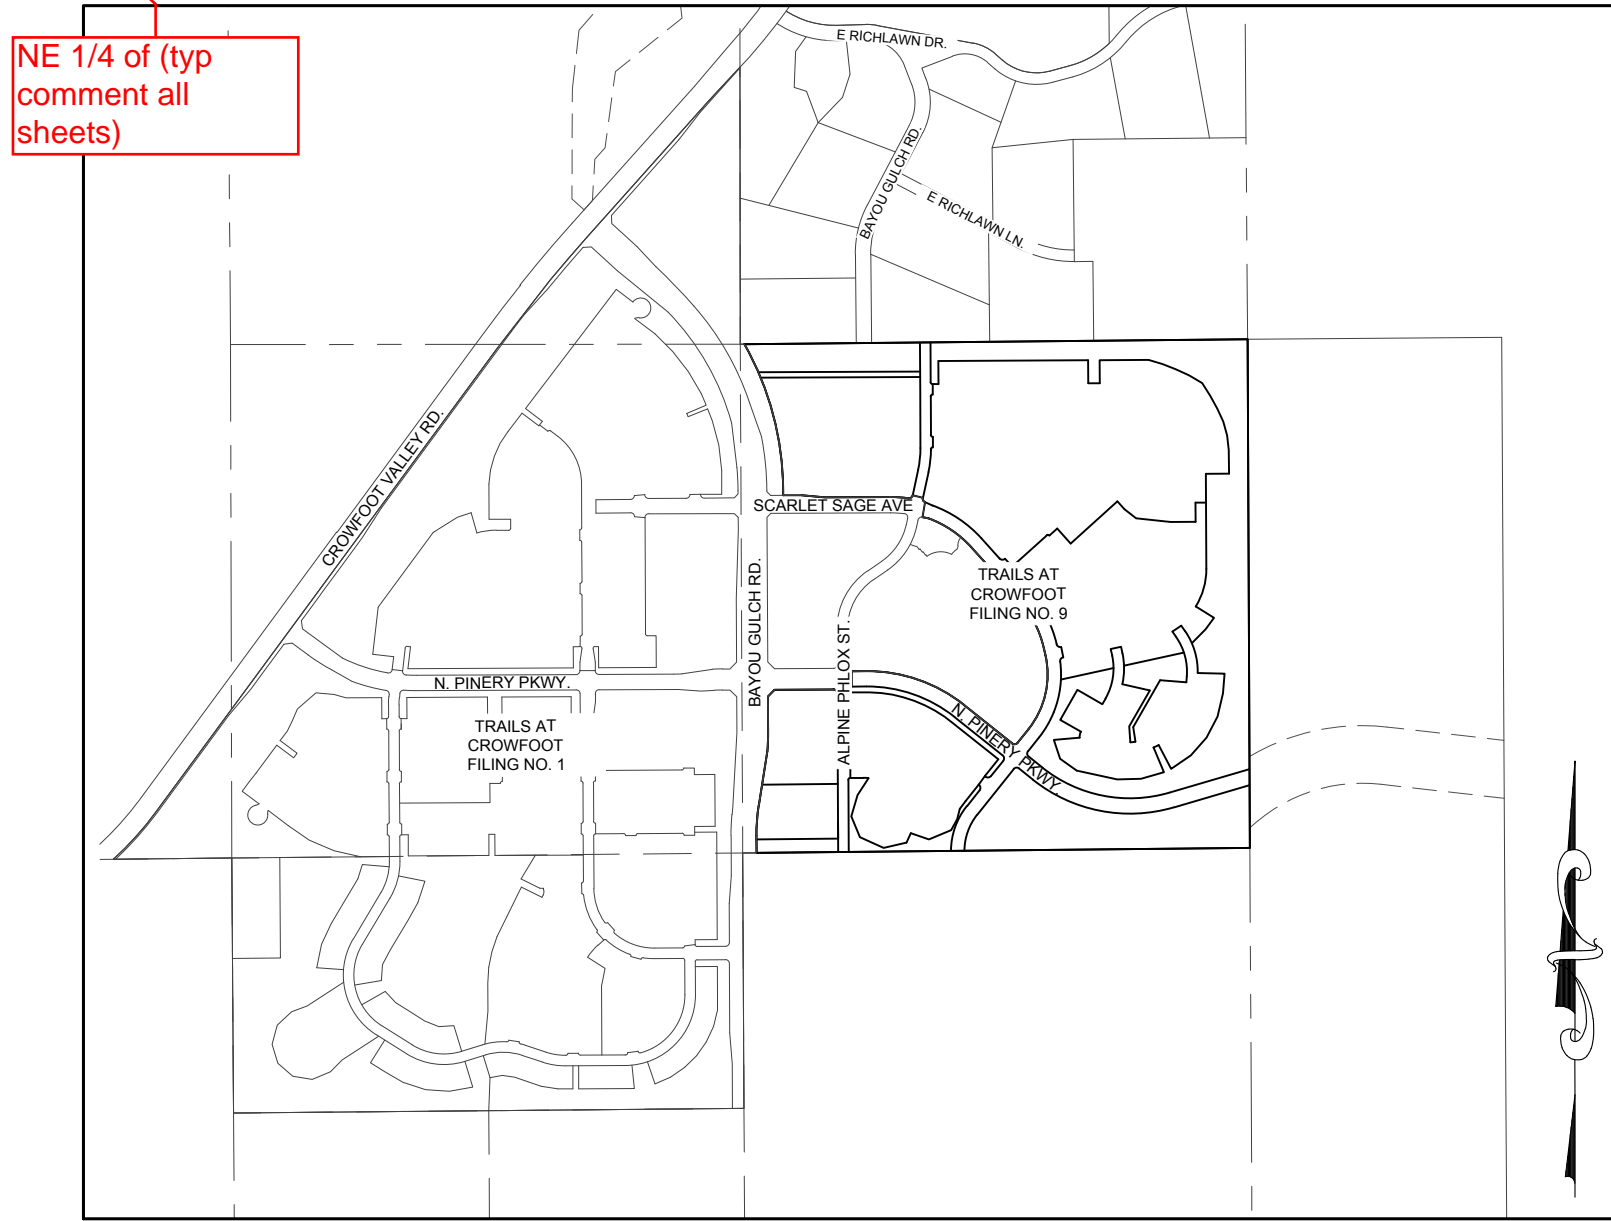 NE 1/4 of (typ
comment all
sheets)
E RICHLAWN DR.
BAYOU GULCH RD.
E RICHLAWN LN.
CROWFOOT VALLEY RD.
SCARLET SAGE AVE
BAYOU GULCH RD.
ALPINE PHLOX ST.
TRAILS AT
CROWFOOT
FILING NO. 9
N. PINERY PKWY.
N. PINERY PKWY.
TRAILS AT
CROWFOOT
FILING NO. 1